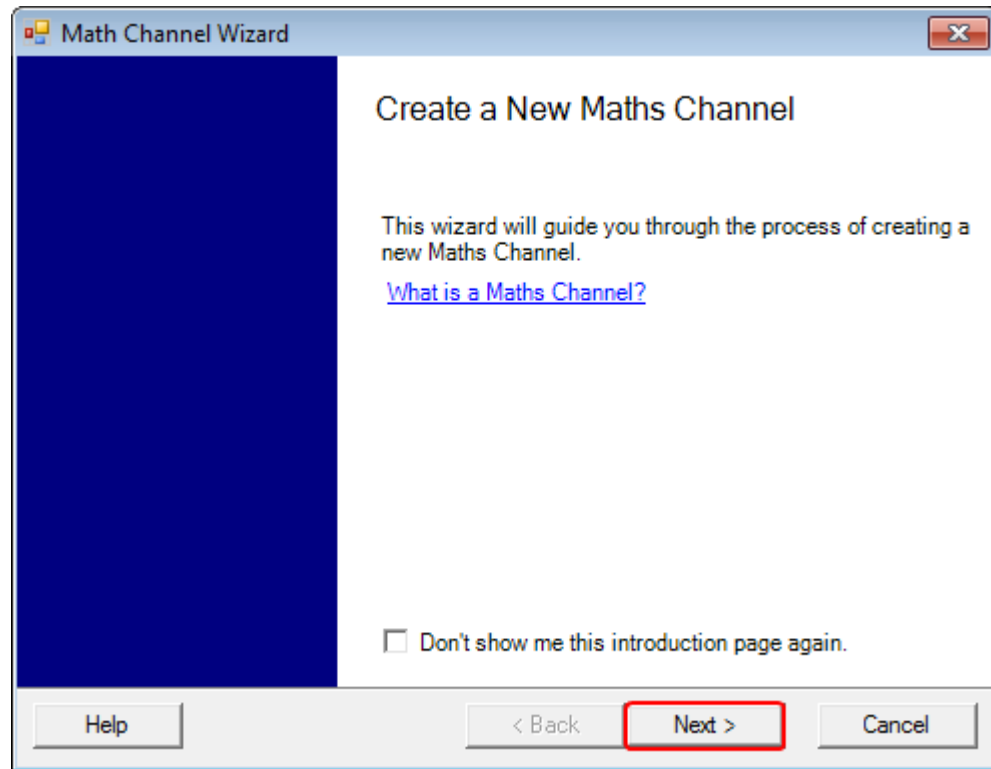 Math Channel Wizard
Create a New Maths Channel
This wizard will guide you through the process of creating a
new Maths Channel.
What is a Maths Channel?
Don't show me this introduction page again.
Help
< Back
Next >
Cancel